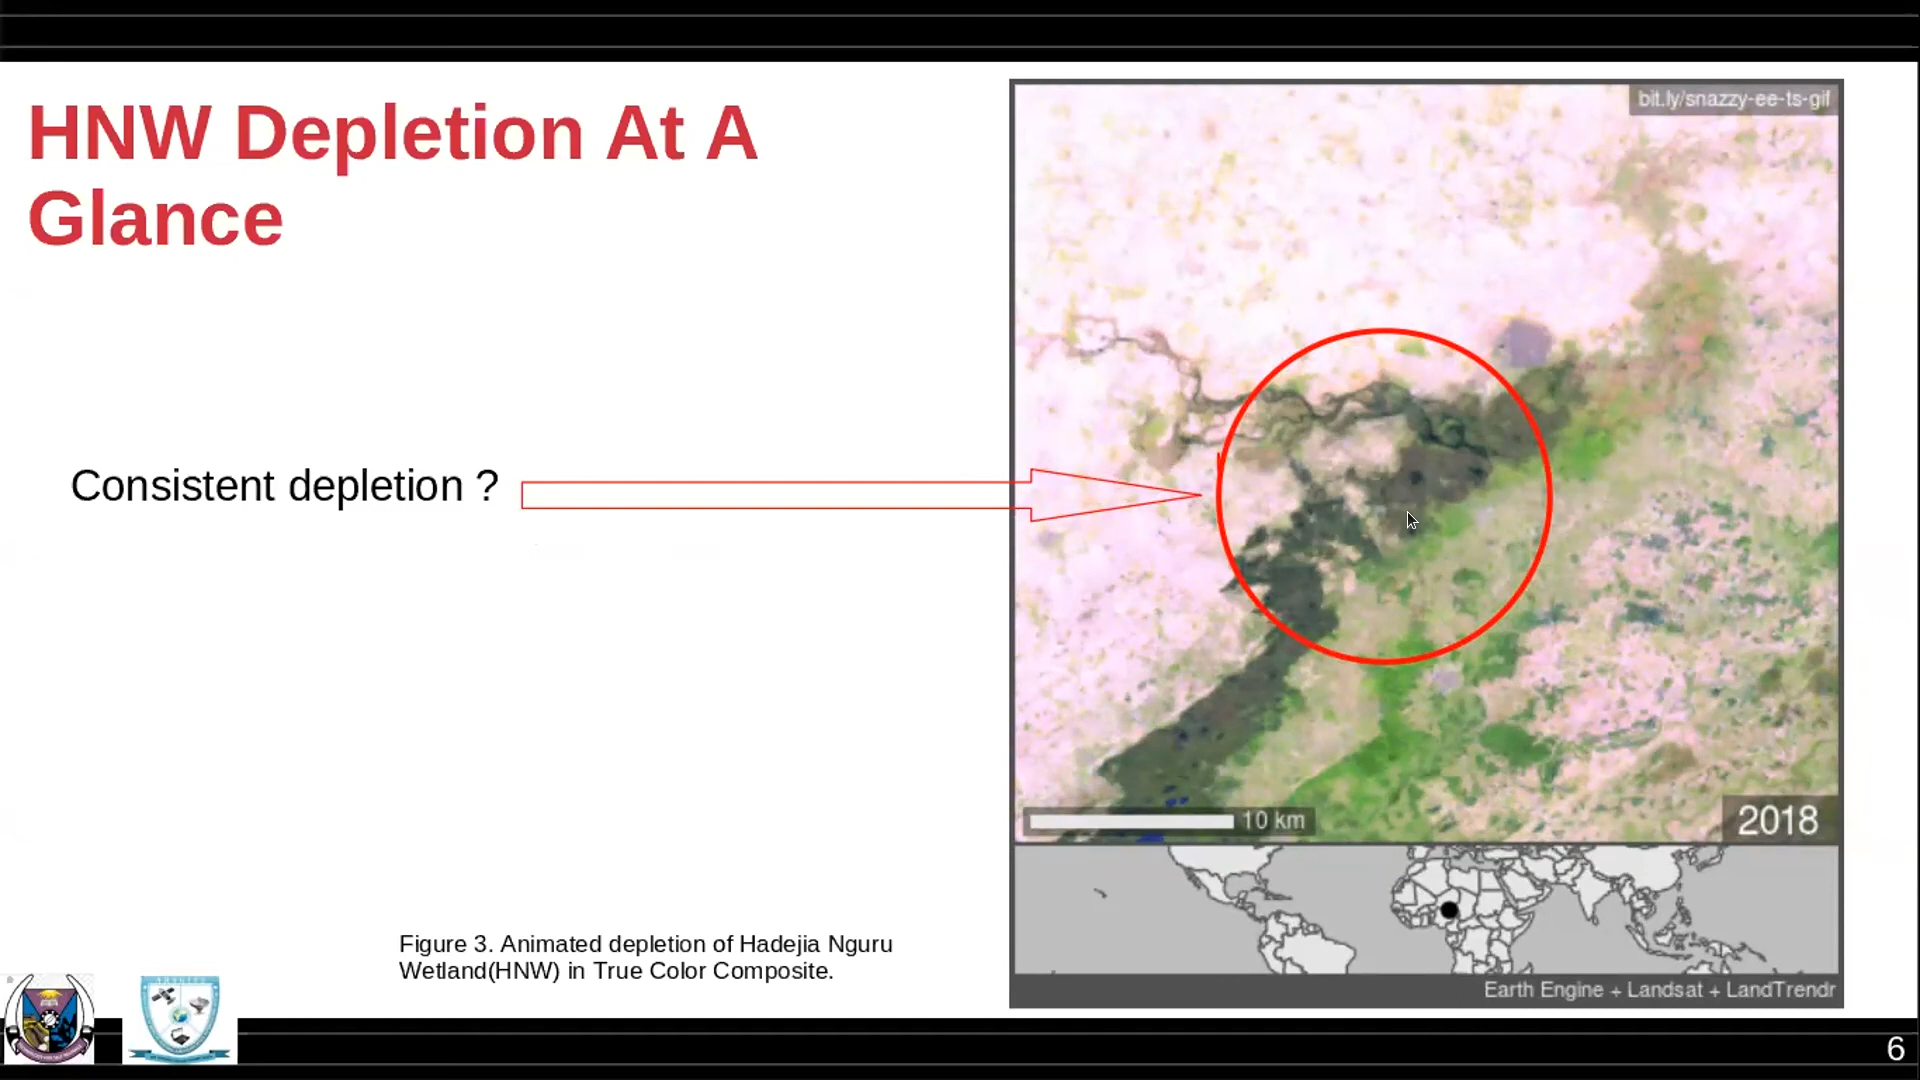 HNW Depletion At A
Glance
bit.ly/snazzy-ee-ts-gif
Consistent depletion ?
10 km
2018
Figure 3. Animated depletion of Hadejia Nguru
Wetland(HNW) in True Color Composite.
Earth Engine + Landsat + LandTrendr
6